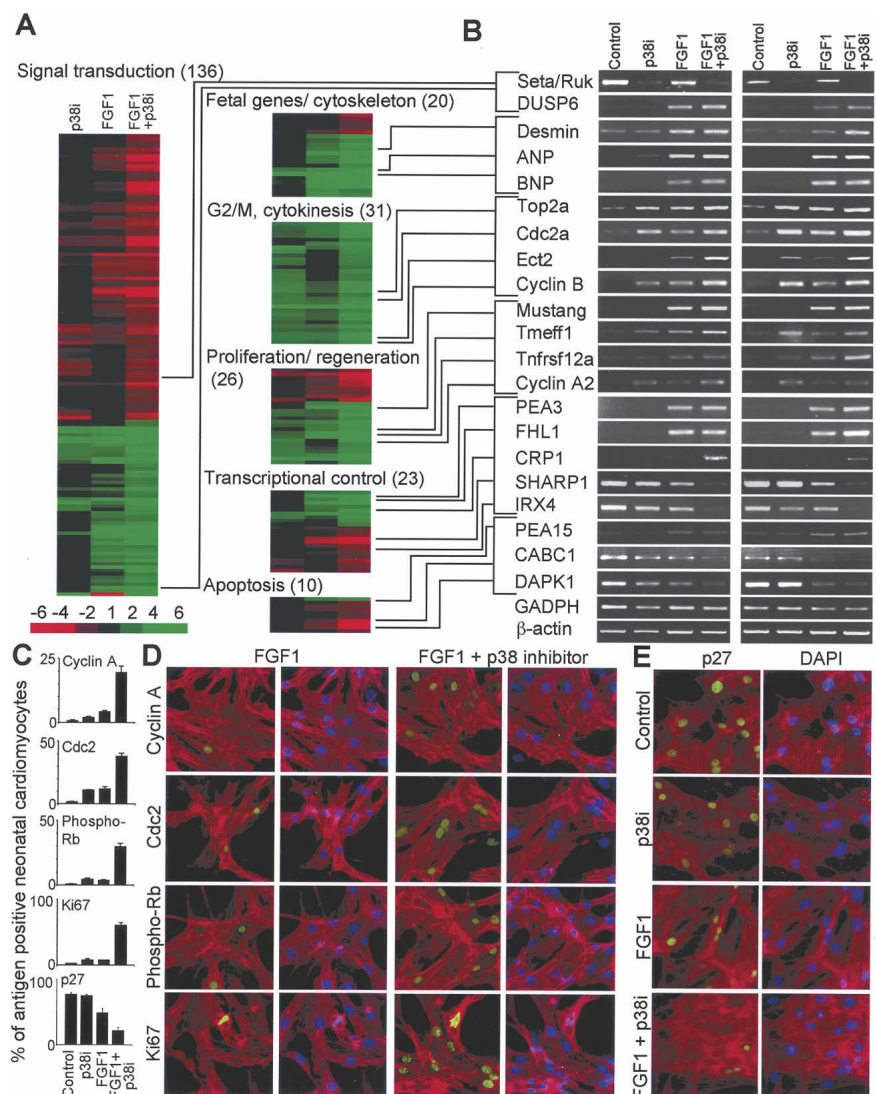 A
B
Signal transduction (136)
p38i
FGF1
FGF1
+p38i
Fetal genes/ cytoskeleton (20)
G2/M, cytokinesis (31)
Proliferation/ regeneration
(26)
Transcriptional control (23)
Apoptosis (10)
-6 -4 -2 1 2 4 6
Control
p38i
FGF1
FGF1
+p38i
Control
p38i
FGF1
FGF1
+p38i
Seta/Ruk
DUSP6
Desmin
ANP
BNP
Top2a
Cdc2a
Ect2
Cyclin B
Mustang
Tmeff1
Tnfrsf12a
Cyclin A2
PEA3
FHL1
CRP1
SHARP1
IRX4
PEA15
CABC1
DAPK1
GADPH
β-actin
C
% of antigen positive neonatal cardiomyocytes
25
Cyclin A
0
50
Cdc2
0
50
Phospho-
Rb
0
100
Ki67
0
100
p27
0
Control
p38i
FGF1
FGF1+
p38i
D
FGF1
FGF1 + p38 inhibitor
Cyclin A
Cdc2
Phospho-Rb
Ki67
E
p27
DAPI
Control
p38i
FGF1
FGF1 + p38i